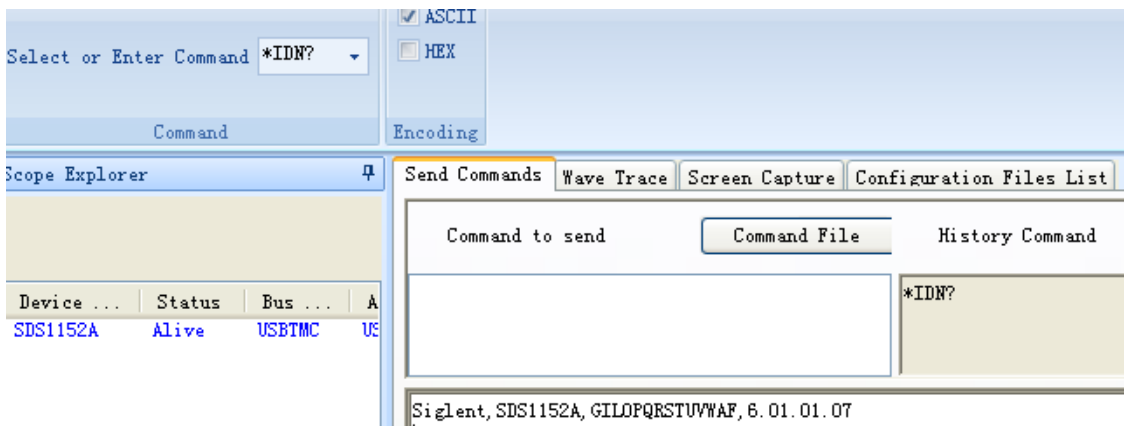 ASCII
Select or Enter Command *IDN?
HEX
Command
Encoding
Scope Explorer
Send Commands Wave Trace Screen Capture Configuration Files List
Command to send Command File History Command
Device ... Status Bus ... A
SDS1152A Alive USBTMC US
*IDN?
Siglent,SDS1152A,GILOPQRSTUVWAF,6.01.01.07